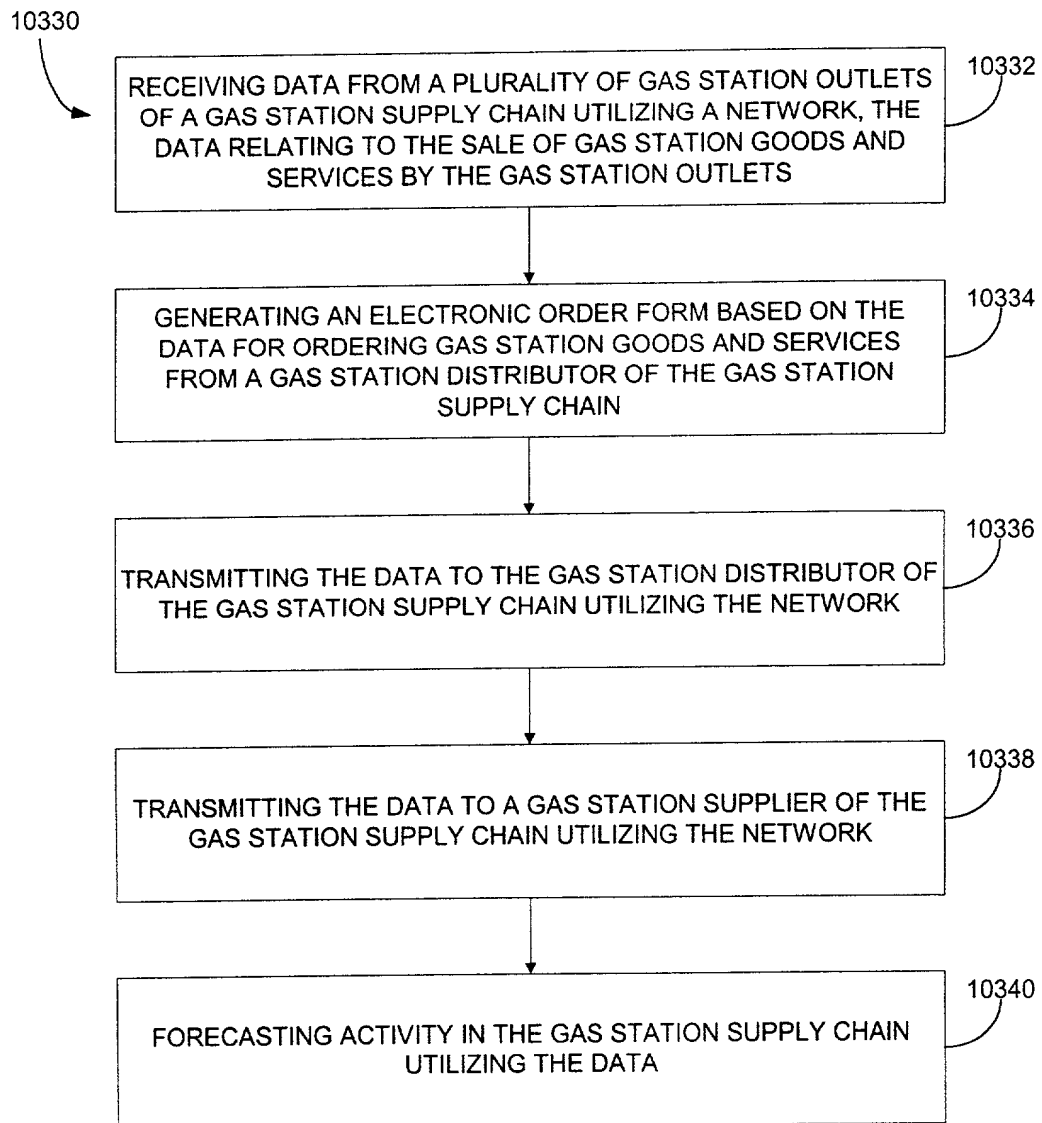 10330
RECEIVING DATA FROM A PLURALITY OF GAS STATION OUTLETS
OF A GAS STATION SUPPLY CHAIN UTILIZING A NETWORK, THE
DATA RELATING TO THE SALE OF GAS STATION GOODS AND
SERVICES BY THE GAS STATION OUTLETS
10332
GENERATING AN ELECTRONIC ORDER FORM BASED ON THE
DATA FOR ORDERING GAS STATION GOODS AND SERVICES
FROM A GAS STATION DISTRIBUTOR OF THE GAS STATION
SUPPLY CHAIN
10334
TRANSMITTING THE DATA TO THE GAS STATION DISTRIBUTOR OF
THE GAS STATION SUPPLY CHAIN UTILIZING THE NETWORK
10336
TRANSMITTING THE DATA TO A GAS STATION SUPPLIER OF THE
GAS STATION SUPPLY CHAIN UTILIZING THE NETWORK
10338
FORECASTING ACTIVITY IN THE GAS STATION SUPPLY CHAIN
UTILIZING THE DATA
10340